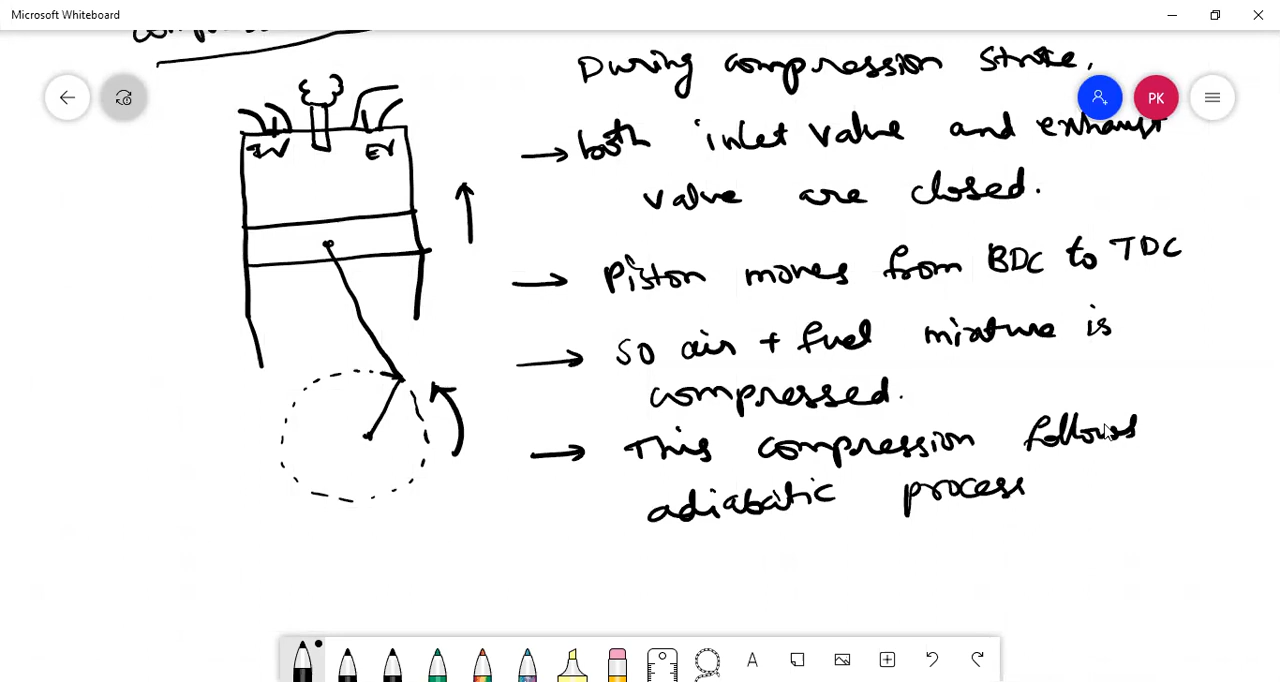 Microsoft Whiteboard
During compression stroke,
PK
→ both inlet valve and exhaust
IV EV
valve are closed.
→ Piston moves from BDC to TDC
→ so air + fuel mixture is
compressed.
→ This compression follows
adiabatic process
A